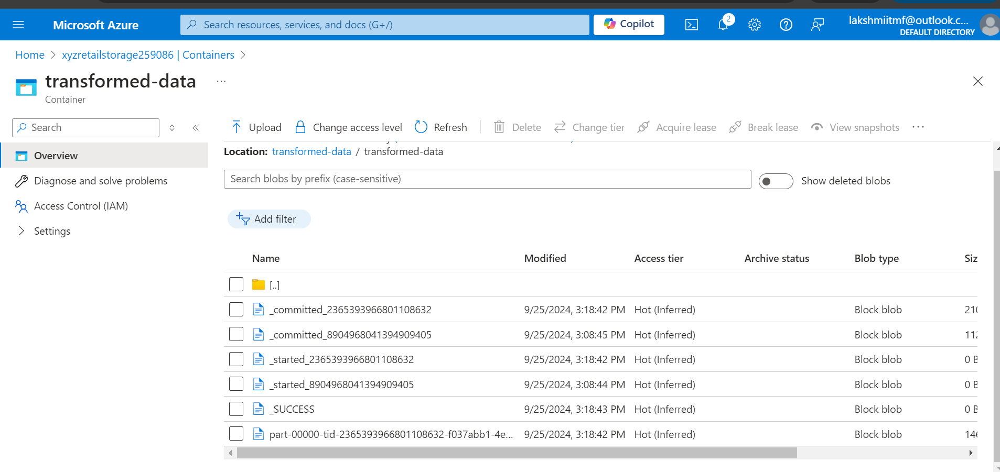 Microsoft Azure
Search resources, services, and docs (G+/)
Copilot
2
lakshmiitmf@outlook.c...
DEFAULT DIRECTORY
Home > xyzretailstorage259086 | Containers >
transformed-data ...
Container
Search
Upload Change access level Refresh Delete Change tier Acquire lease Break lease View snapshots ...
Overview
Diagnose and solve problems
Access Control (IAM)
Settings
Location: transformed-data / transformed-data
Search blobs by prefix (case-sensitive)
Show deleted blobs
Add filter
Name Modified Access tier Archive status Blob type Siz
[..]
_committed_2365393966801108632 9/25/2024, 3:18:42 PM Hot (Inferred) Block blob 210
_committed_8904968041394909405 9/25/2024, 3:08:45 PM Hot (Inferred) Block blob 112
_started_2365393966801108632 9/25/2024, 3:18:42 PM Hot (Inferred) Block blob 0 B
_started_8904968041394909405 9/25/2024, 3:08:44 PM Hot (Inferred) Block blob 0 B
_SUCCESS 9/25/2024, 3:18:43 PM Hot (Inferred) Block blob 0 B
part-00000-tid-2365393966801108632-f037abb1-4e... 9/25/2024, 3:18:42 PM Hot (Inferred) Block blob 146